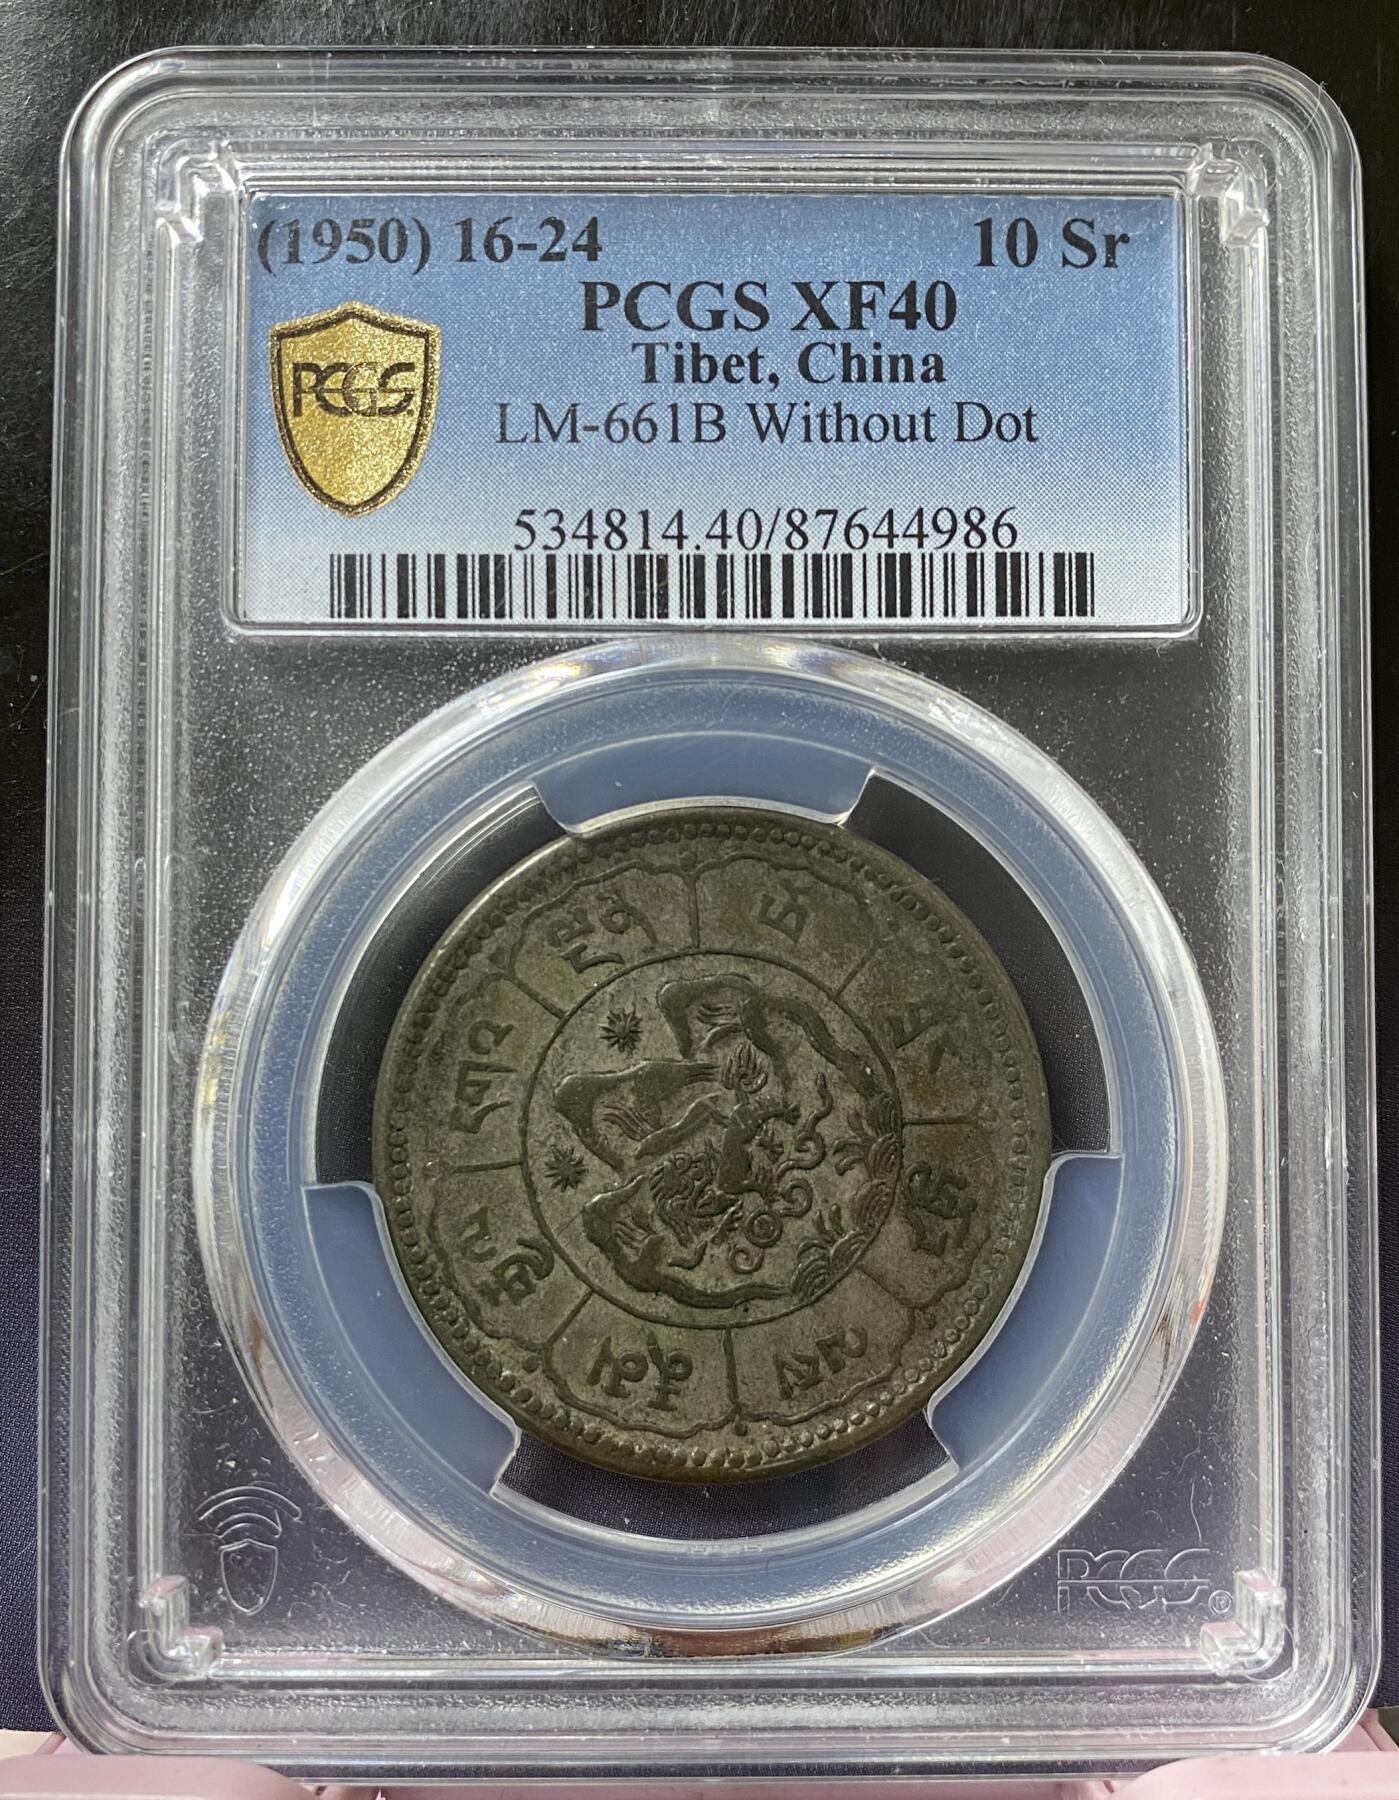 (1950) 16-24 10 Sr
PCGS XF40
Tibet, China
LM-661B Without Dot
534814.40/87644986
PCGS
PCGS ®